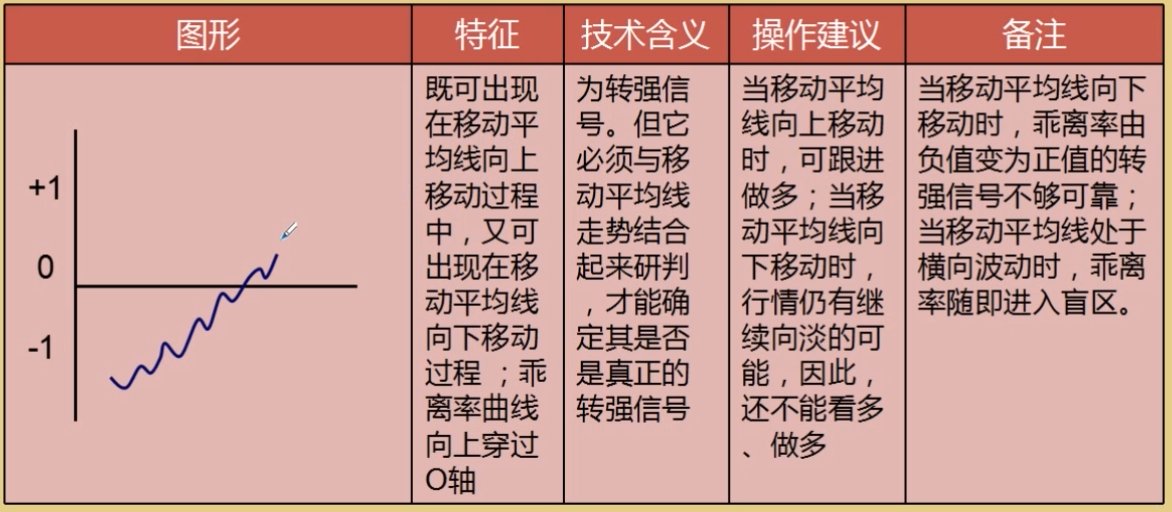 图形
特征
技术含义
操作建议
备注
+1
0
-1
既可出现
在移动平
均线向上
移动过程
中，又可
出现在移
动平均线
向下移动
过程 ；乖
离率曲线
向上穿过
O轴
为转强信
号。但它
必须与移
动平均线
走势结合
起来研判
，才能确
定其是否
是真正的
转强信号
当移动平均
线向上移动
时，可跟进
做多；当移
动平均线向
下移动时，
行情仍有继
续向淡的可
能，因此，
还不能看多
、做多
当移动平均线向下
移动时，乖离率由
负值变为正值的转
强信号不够可靠；
当移动平均线处于
横向波动时，乖离
率随即进入盲区。